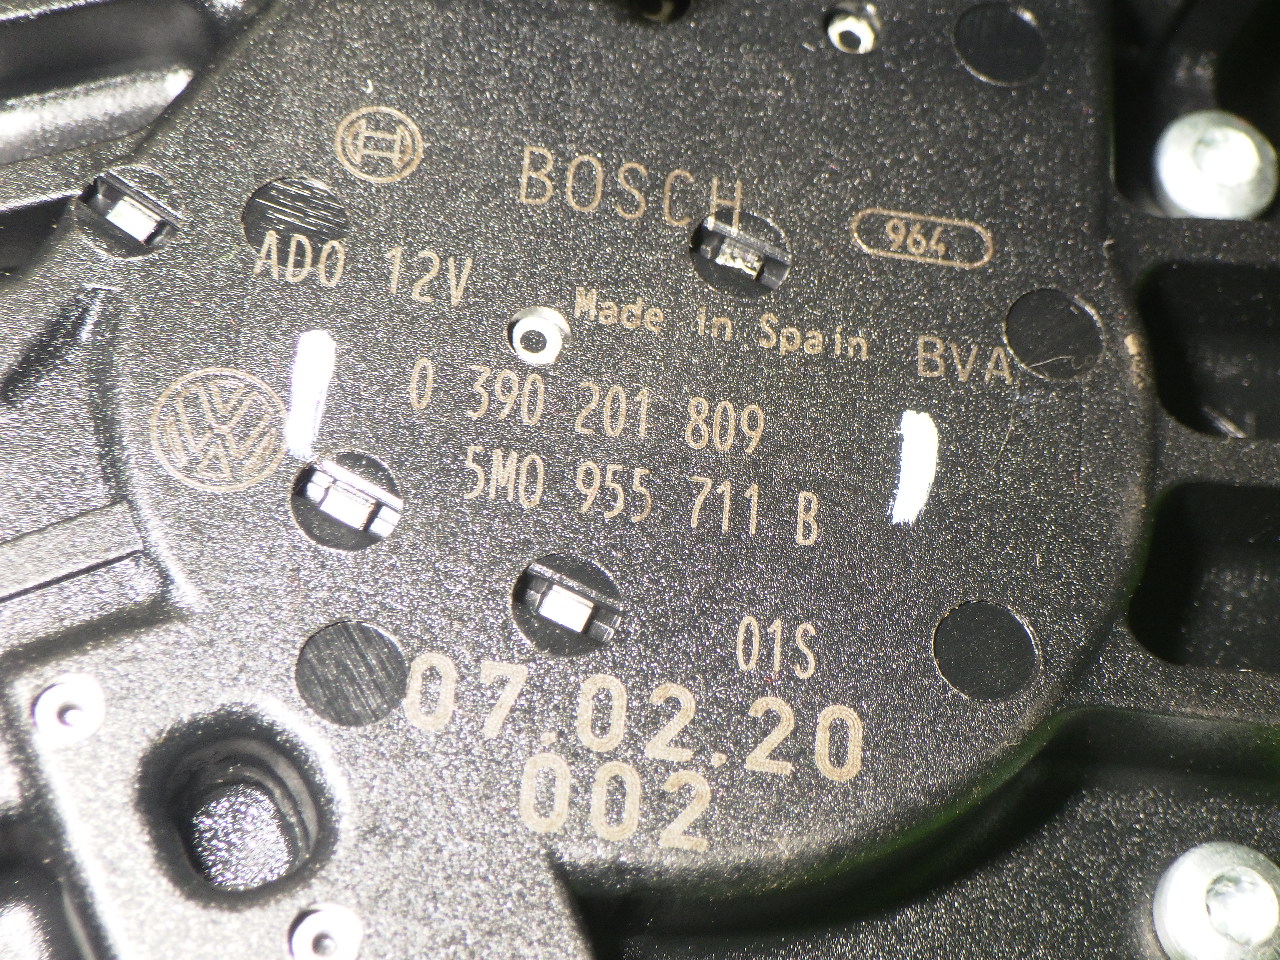 BOSCH
964
ADO 12V
Made in Spain
BVA
0 390 201 809
5M0 955 711 B
01S
07.02.20
002